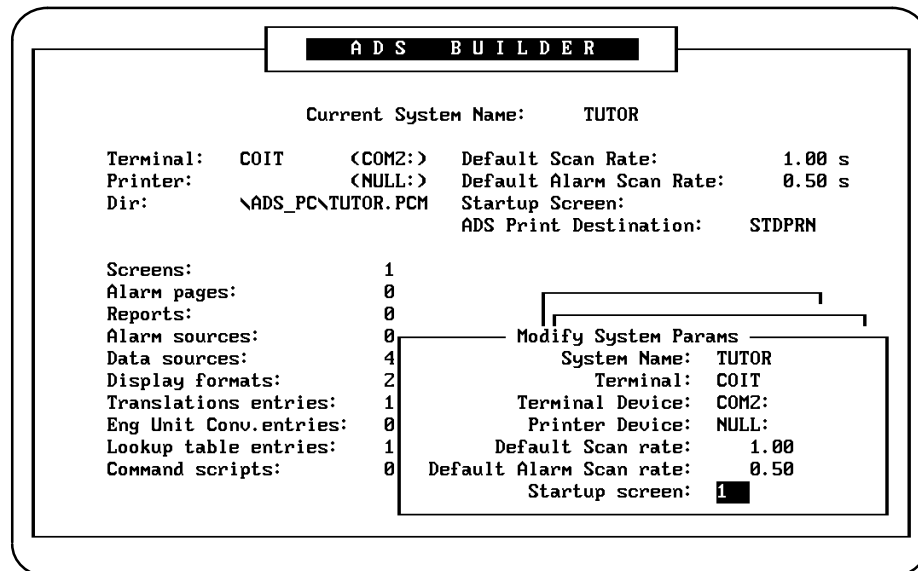 ADS BUILDER
Current System Name: TUTOR
Terminal: COIT (COM2:) Default Scan Rate: 1.00 s
Printer: (NULL:) Default Alarm Scan Rate: 0.50 s
Dir: \ADS_PC\TUTOR.PCM Startup Screen:
ADS Print Destination: STDPRN
Screens: 1
Alarm pages: 0
Reports: 0
Alarm sources: 0
Data sources: 4
Display formats: 2
Translations entries: 1
Eng Unit Conv.entries: 0
Lookup table entries: 1
Command scripts: 0
Modify System Params
System Name: TUTOR
Terminal: COIT
Terminal Device: COM2:
Printer Device: NULL:
Default Scan rate: 1.00
Default Alarm Scan rate: 0.50
Startup screen: 1